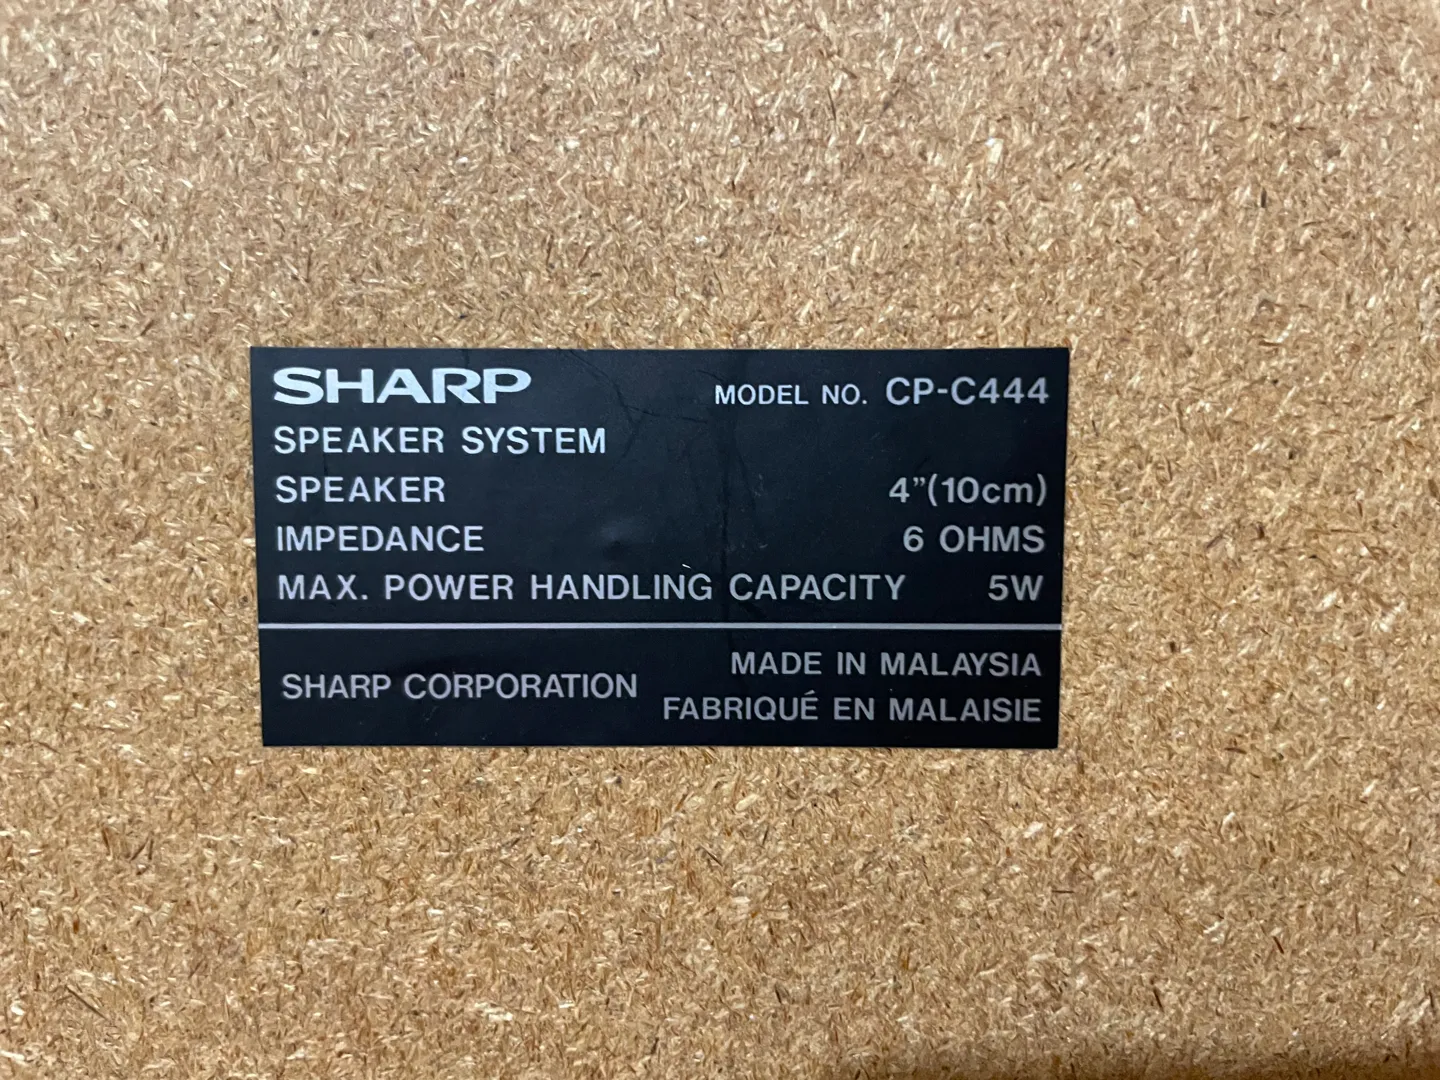 SHARP MODEL NO. CP-C444
SPEAKER SYSTEM
SPEAKER 4”(10cm)
IMPEDANCE 6 OHMS
MAX. POWER HANDLING CAPACITY 5W
SHARP CORPORATION
MADE IN MALAYSIA
FABRIQUÉ EN MALAISIE